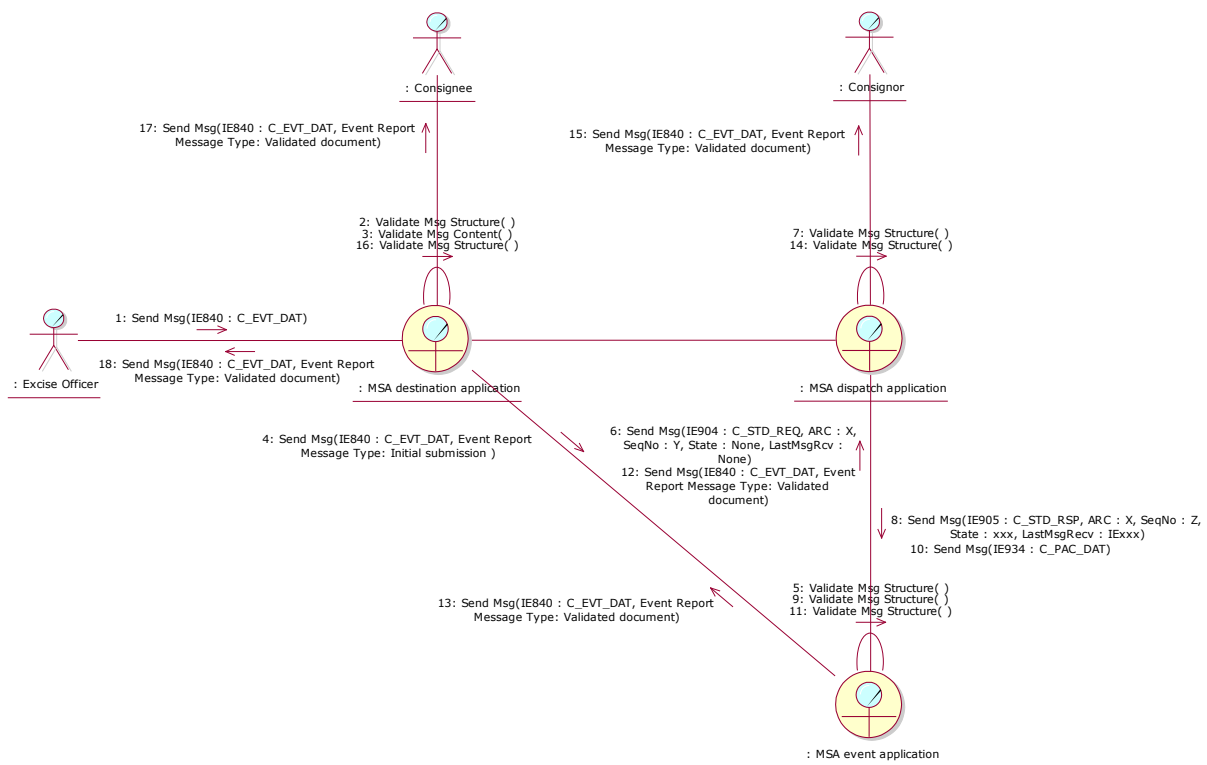 : Consignee
: Consignor
17: Send Msg(IE840 : C_EVT_DAT, Event Report
Message Type: Validated document)
15: Send Msg(IE840 : C_EVT_DAT, Event Report
Message Type: Validated document)
2: Validate Msg Structure( )
3: Validate Msg Content( )
16: Validate Msg Structure( )
7: Validate Msg Structure( )
14: Validate Msg Structure( )
1: Send Msg(IE840 : C_EVT_DAT)
18: Send Msg(IE840 : C_EVT_DAT, Event Report
Message Type: Validated document)
: Excise Officer
: MSA destination application
: MSA dispatch application
4: Send Msg(IE840 : C_EVT_DAT, Event Report
Message Type: Initial submission )
6: Send Msg(IE904 : C_STD_REQ, ARC : X,
SeqNo : Y, State : None, LastMsgRcv :
None)
12: Send Msg(IE840 : C_EVT_DAT, Event
Report Message Type: Validated
document)
8: Send Msg(IE905 : C_STD_RSP, ARC : X, SeqNo : Z,
State : xxx, LastMsgRecv : IExxx)
10: Send Msg(IE934 : C_PAC_DAT)
13: Send Msg(IE840 : C_EVT_DAT, Event Report
Message Type: Validated document)
5: Validate Msg Structure( )
9: Validate Msg Structure( )
11: Validate Msg Structure( )
: MSA event application